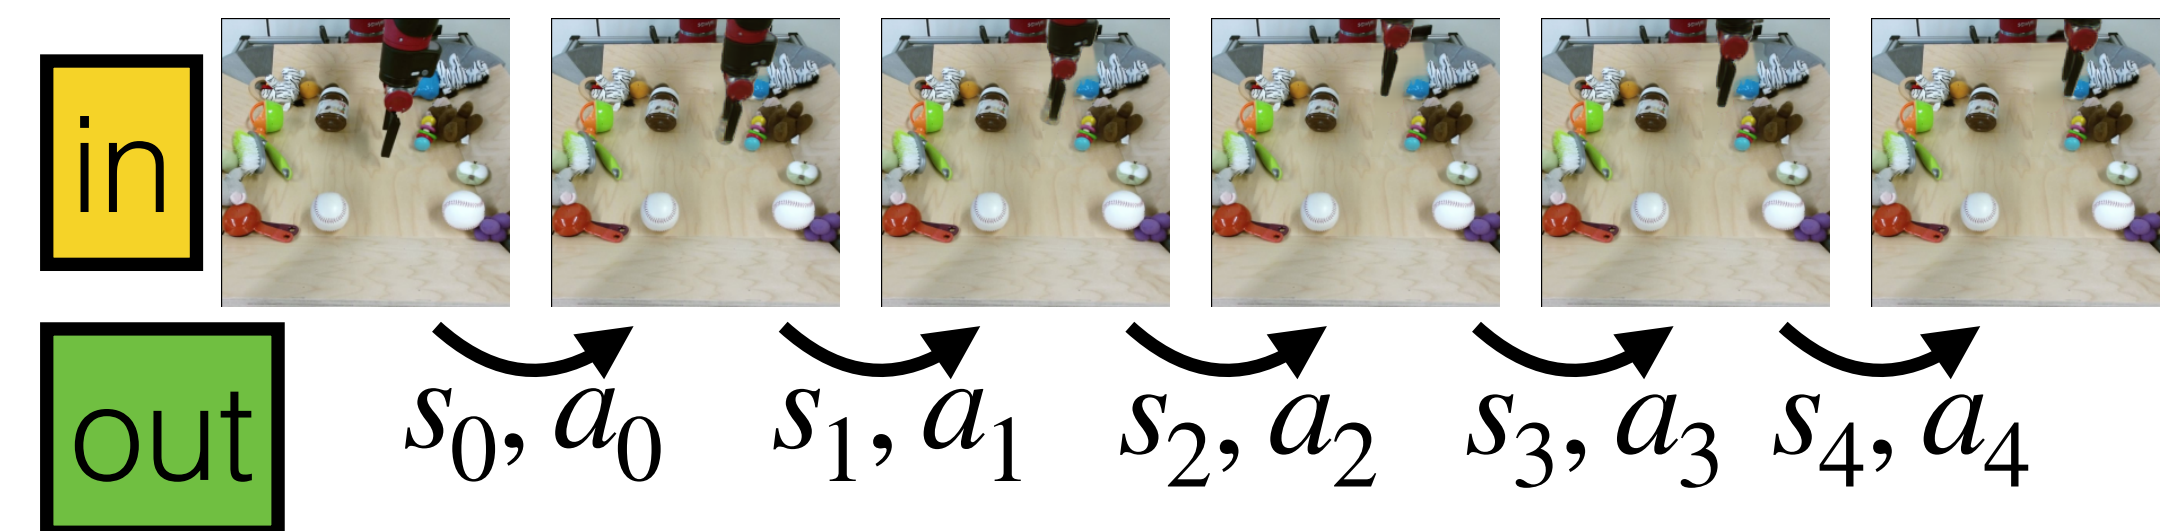 in
out
s₀, a₀ s₁, a₁ s₂, a₂ s₃, a₃ s₄, a₄